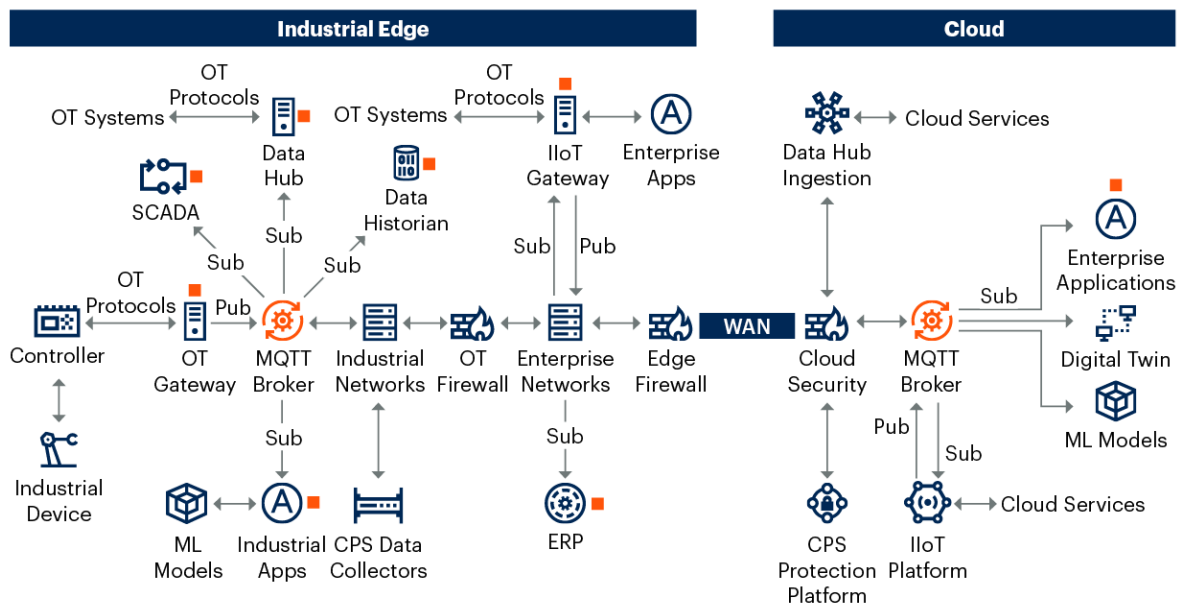 Industrial Edge
Cloud
OT
Protocols
OT Systems
Data
Hub
SCADA
OT
Protocols
OT Systems
IIoT
Gateway
Enterprise
Apps
Data
Historian
Data Hub
Ingestion
Cloud Services
Sub
Sub
Sub
Sub
Pub
Enterprise
Applications
OT
Protocols
Pub
Controller
OT
Gateway
MQTT
Broker
Industrial
Networks
OT
Firewall
Enterprise
Networks
Edge
Firewall
WAN
Cloud
Security
MQTT
Broker
Sub
Digital Twin
ML Models
Sub
Sub
Pub
Sub
Industrial
Device
ML
Models
Industrial
Apps
CPS Data
Collectors
ERP
CPS
Protection
Platform
IIoT
Platform
Cloud Services